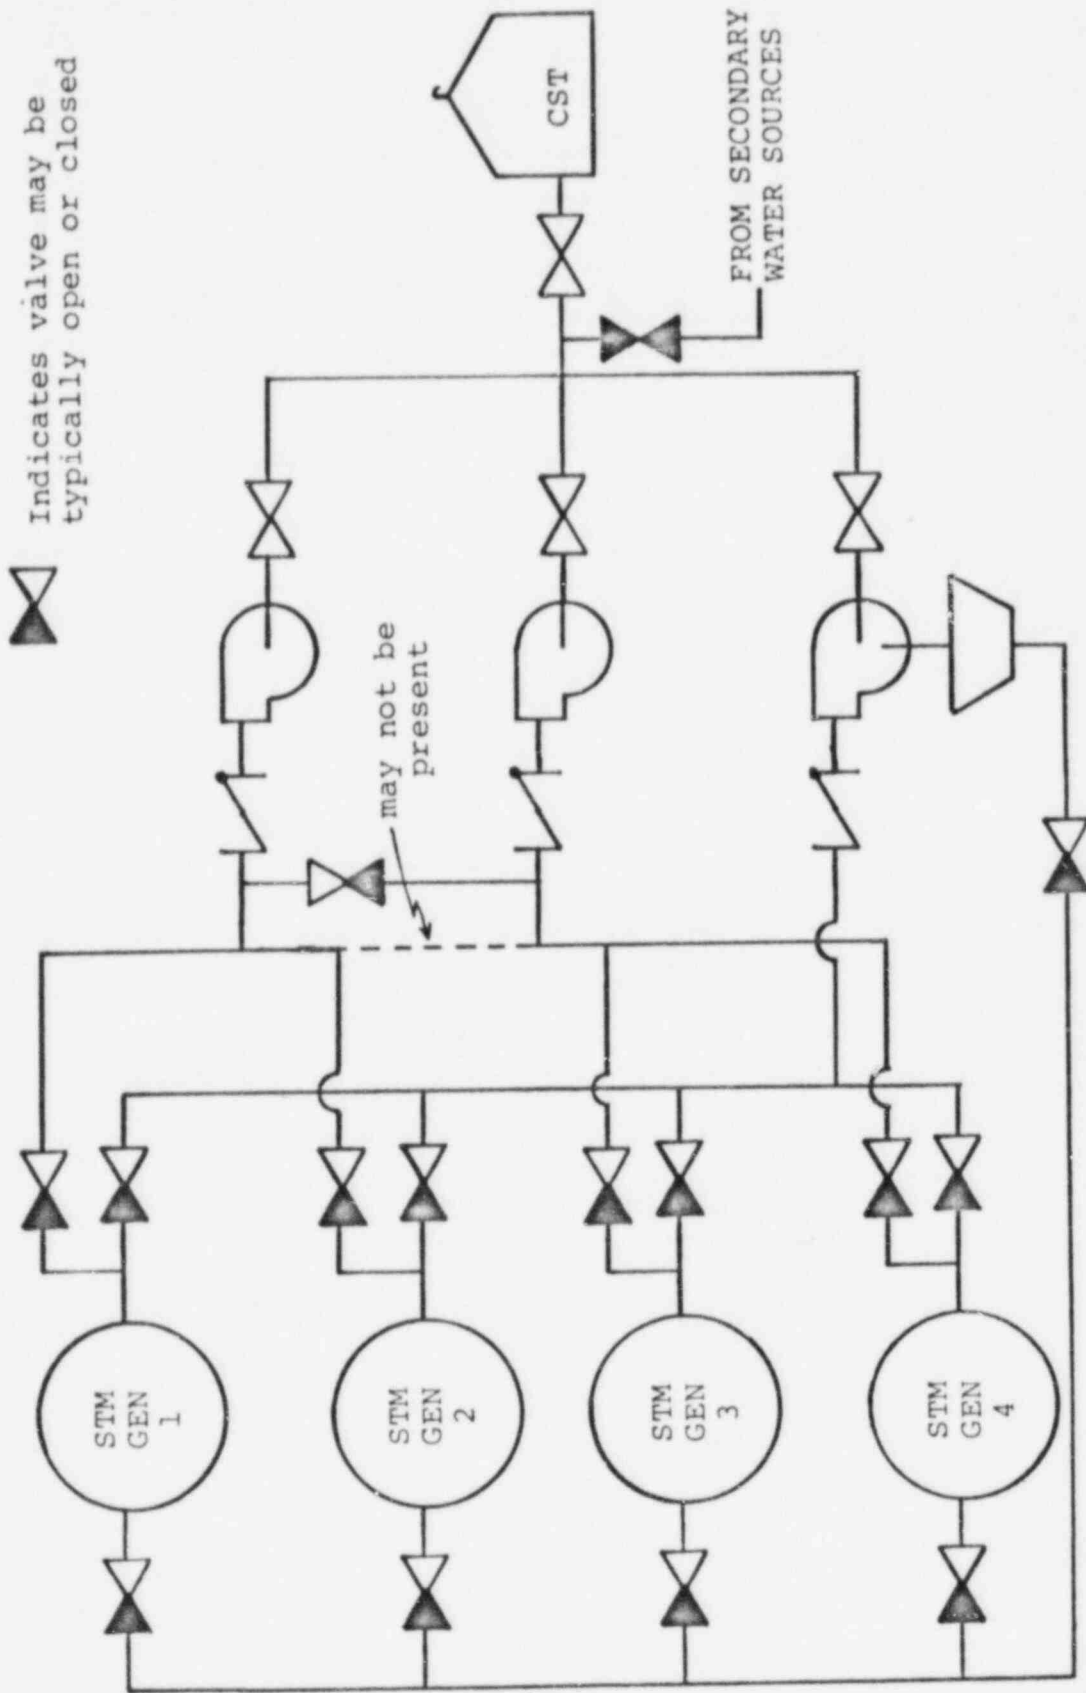 Indicates valve may be
typically open or closed
CST
FROM SECONDARY
WATER SOURCES
may not be
present
STM
GEN
1
STM
GEN
2
STM
GEN
3
STM
GEN
4